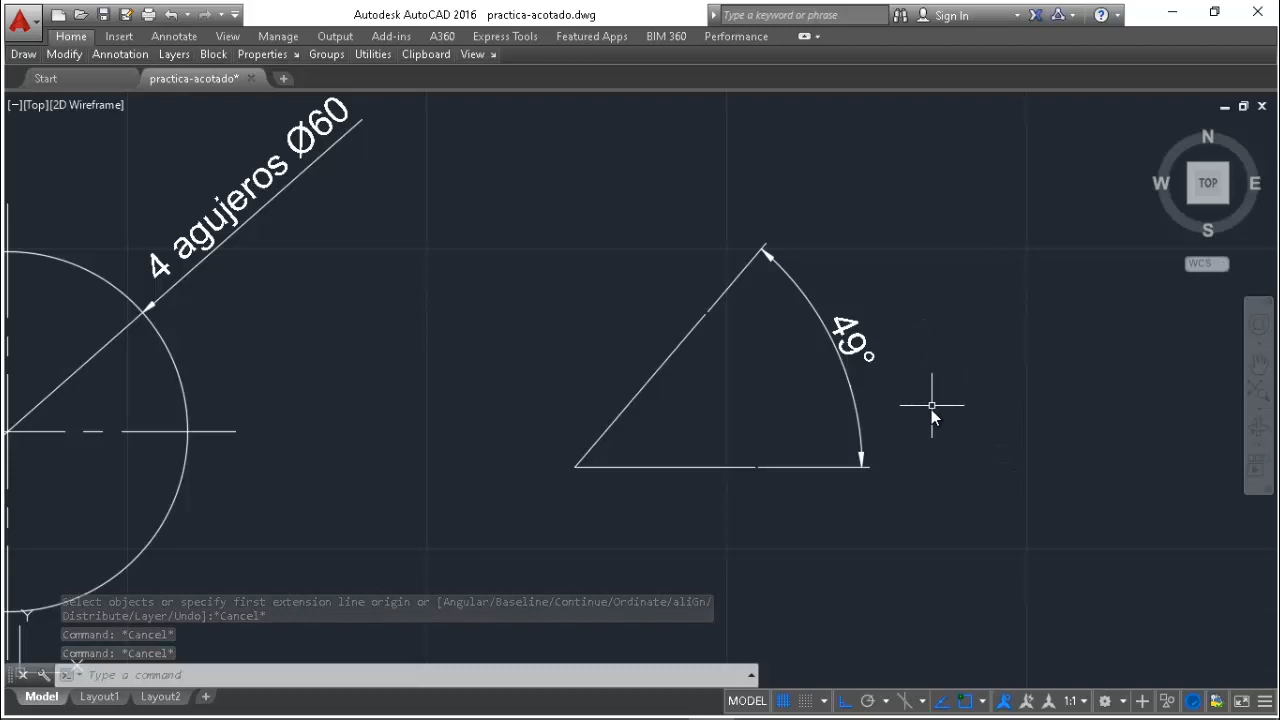 Autodesk AutoCAD 2016 practica-acotado.dwg
Type a keyword or phrase
Sign In
Home Insert Annotate View Manage Output Add-ins A360 Express Tools Featured Apps BIM 360 Performance
Draw Modify Annotation Layers Block Properties Groups Utilities Clipboard View
Start practica-acotado*
[−][Top][2D Wireframe]
4 agujeros Ø60
N
W TOP E
S
WCS
49°
Select objects or specify first extension line origin or [Angular/Baseline/Continue/Ordinate/aliGn/
Distribute/Layer/Undo]:*Cancel*
Command: *Cancel*
Command: *Cancel*
Y
X
Type a command
Model Layout1 Layout2 +
MODEL 1:1